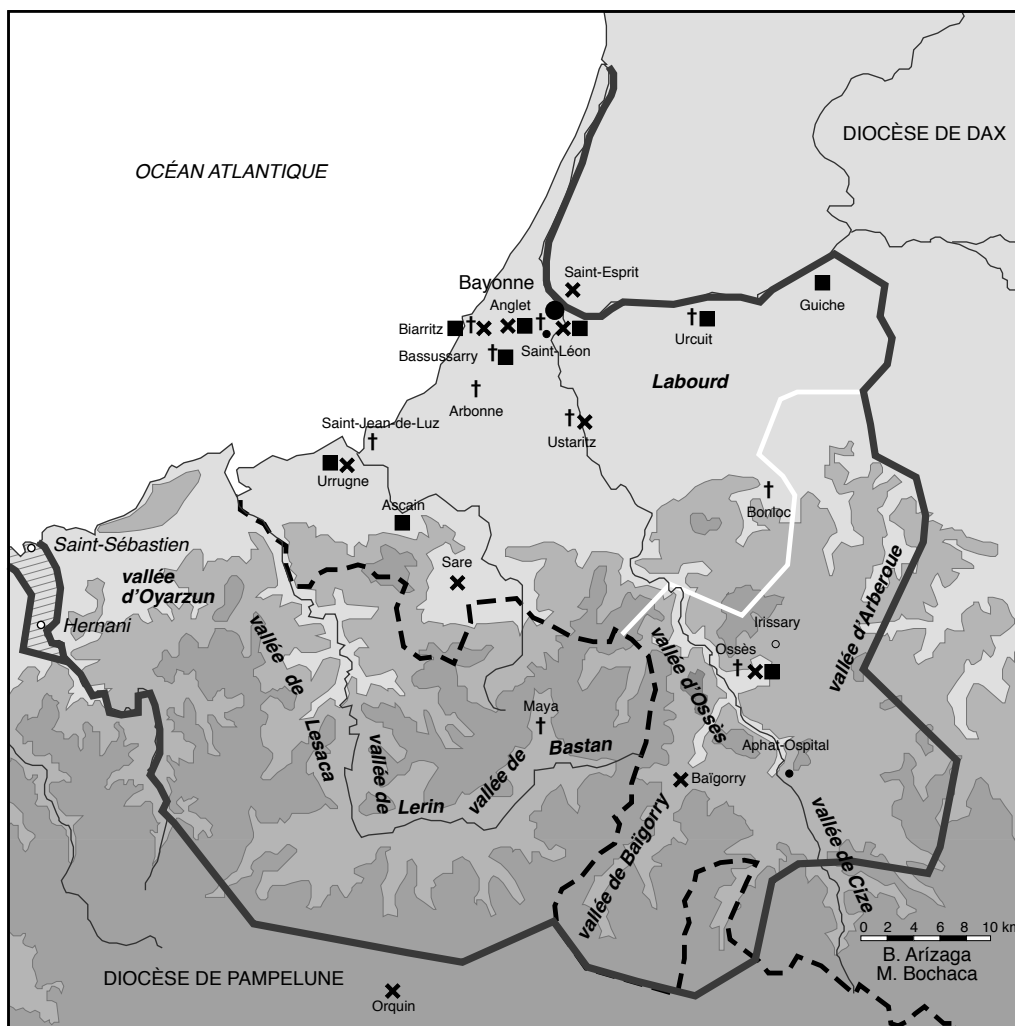 DIOCÈSE DE DAX
OCÉAN ATLANTIQUE
Saint-Esprit
Bayonne
Guiche
Anglet
Biarritz
Urcuit
Saint-Léon
Bassussarry
Labourd
Arbonne
Saint-Jean-de-Luz
Ustaritz
Urrugne
Bonloc
Ascain
Saint-Sébastien
Sare
vallée
d'Oyarzun
vallée d'Arberoue
Hernani
Irissary
Ossès
vallée d'Ossès
vallée
de
Lesaca
Maya
vallée de
Lerin
vallée de
Bastan
Aphat-Ospital
Baïgorry
vallée de Baïgorry
vallée de Cize
0 2 4 6 8 10 km
B. Arízaga
M. Bochaca
DIOCÈSE DE PAMPELUNE
Orquin